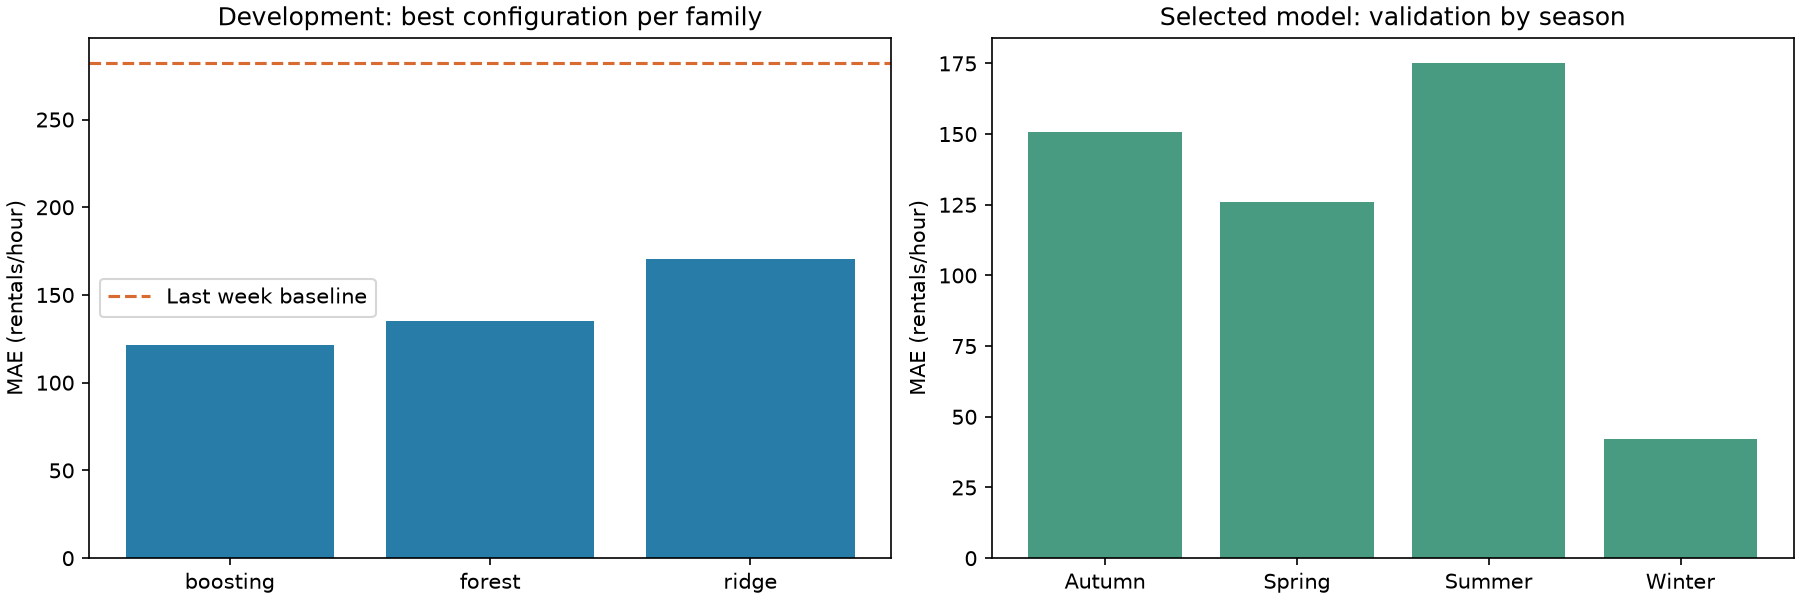 Development: best configuration per family
MAE (rentals/hour)
250
200
150
100
50
0
Last week baseline
boosting
forest
ridge
Selected model: validation by season
MAE (rentals/hour)
175
150
125
100
75
50
25
0
Autumn
Spring
Summer
Winter